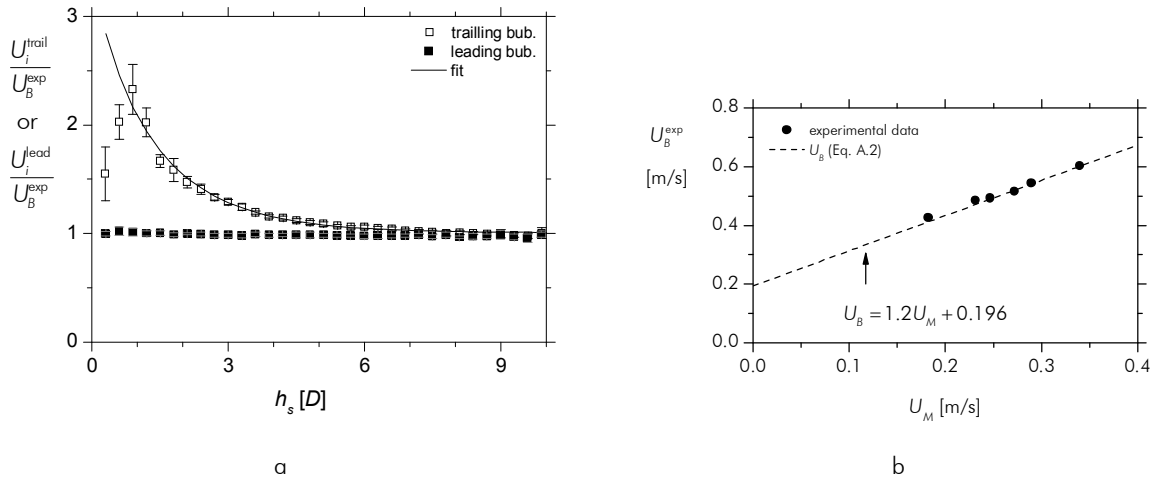 3
2
1
0
U_i^trail
U_B^exp
or
U_i^lead
U_B^exp
trailling bub.
leading bub.
fit
0 3 6 9
h_s [D]
a
0.8
0.6
0.4
0.2
0.0
U_B^exp
[m/s]
experimental data
U_B (Eq. A.2)
U_B = 1.2U_M + 0.196
0.0 0.1 0.2 0.3 0.4
U_M [m/s]
b